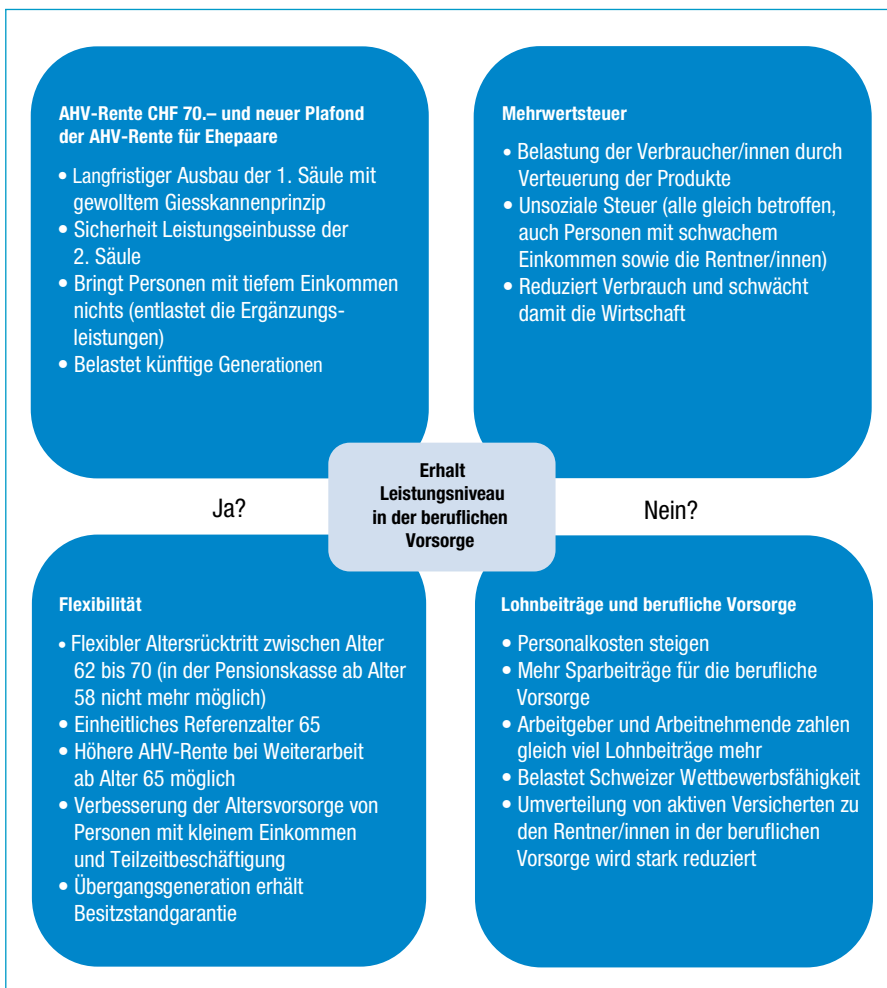 AHV-Rente CHF 70.– und neuer Plafond
der AHV-Rente für Ehepaare
• Langfristiger Ausbau der 1. Säule mit
gewolltem Giesskannenprinzip
• Sicherheit Leistungseinbusse der
2. Säule
• Bringt Personen mit tiefem Einkommen
nichts (entlastet die Ergänzungs-
leistungen)
• Belastet künftige Generationen
Mehrwertsteuer
• Belastung der Verbraucher/innen durch
Verteuerung der Produkte
• Unsoziale Steuer (alle gleich betroffen,
auch Personen mit schwachem
Einkommen sowie die Rentner/innen)
• Reduziert Verbrauch und schwächt
damit die Wirtschaft
Ja?
Erhalt
Leistungsniveau
in der beruflichen
Vorsorge
Nein?
Flexibilität
• Flexibler Altersrücktritt zwischen Alter
62 bis 70 (in der Pensionskasse ab Alter
58 nicht mehr möglich)
• Einheitliches Referenzalter 65
• Höhere AHV-Rente bei Weiterarbeit
ab Alter 65 möglich
• Verbesserung der Altersvorsorge von
Personen mit kleinem Einkommen
und Teilzeitbeschäftigung
• Übergangsgeneration erhält
Besitzstandgarantie
Lohnbeiträge und berufliche Vorsorge
• Personalkosten steigen
• Mehr Sparbeiträge für die berufliche
Vorsorge
• Arbeitgeber und Arbeitnehmende zahlen
gleich viel Lohnbeiträge mehr
• Belastet Schweizer Wettbewerbsfähigkeit
• Umverteilung von aktiven Versicherten zu
den Rentner/innen in der beruflichen
Vorsorge wird stark reduziert